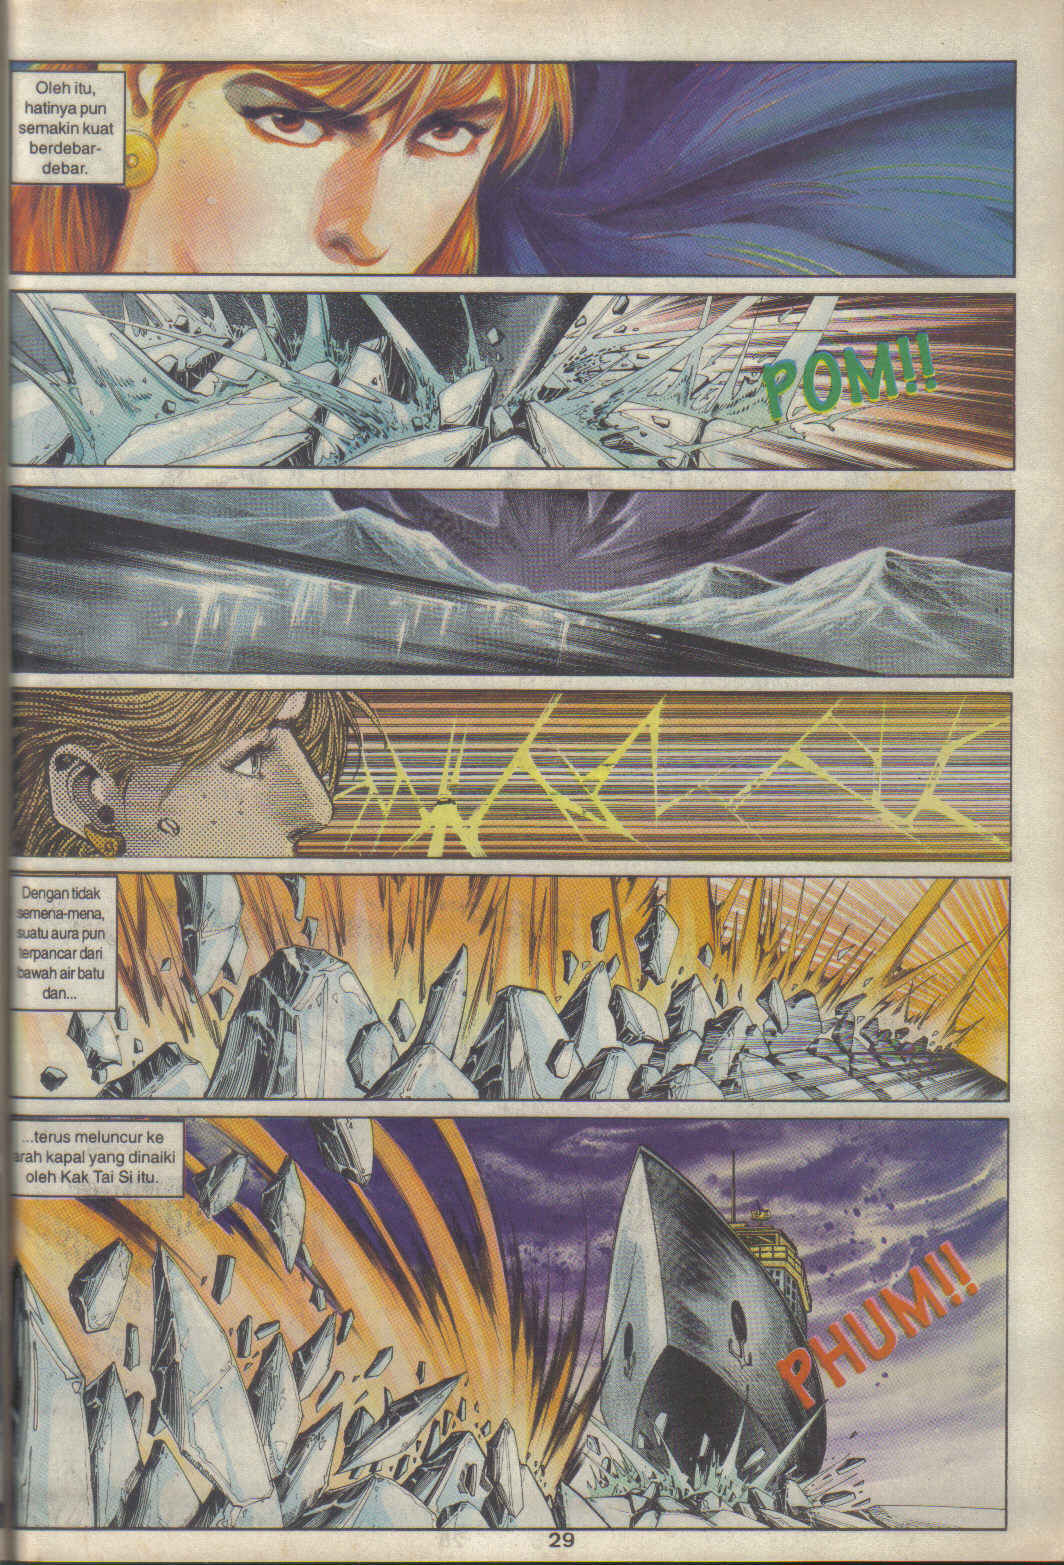 Oleh itu,
hatinya pun
semakin kuat
berdebar-
debar.
POM!!
Dengan tidak
semena-mena,
suatu aura pun
terpancar dari
bawah air batu
dan...
...terus meluncur ke
arah kapal yang dinaiki
oleh Kak Tai Si itu.
PHUM!!
29